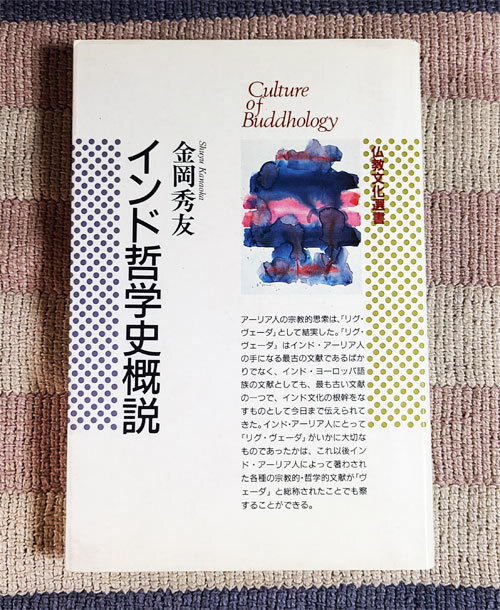 Culture
of
Buddhology
仏教文化選書
Shuyu Kanaoka
金岡秀友
インド哲学史概説
アーリア人の宗教的思索は、「リグ・
ヴェーダ」として結実した。「リグ・
ヴェーダ」はインド・アーリア人
の手になる最古の文献であるばか
りでなく、インド・ヨーロッパ語
族の文献としても、最も古い文献
の一つで、インド文化の根幹をな
すものとして今日まで伝えられて
きた。インド・アーリア人にとって
「リグ・ヴェーダ」がいかに大切な
ものであったかは、これ以後イン
ド・アーリア人によって著わされ
た各種の宗教的・哲学的文献が「ヴ
ェーダ」と総称されたことでも察
することができる。